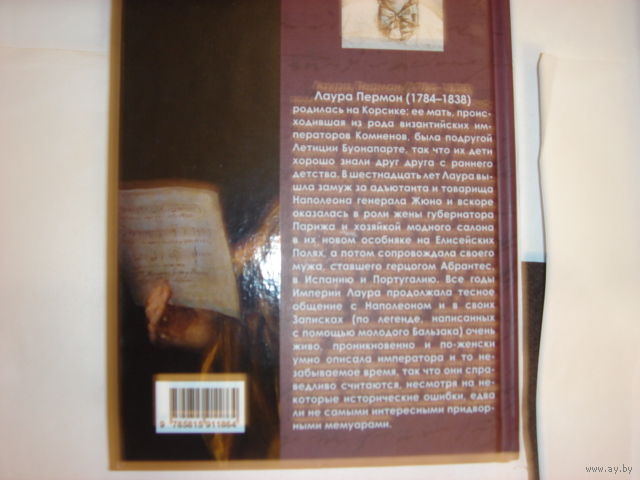 Лаура Пермон (1784–1838)
родилась на Корсике; ее мать, проис-
ходившая из рода византийских им-
ператоров Комненов, была подругой
Летиции Буонапарте, так что их дети
хорошо знали друг друга с раннего
детства. В шестнадцать лет Лаура вы-
шла замуж за адъютанта и товарища
Наполеона генерала Жюно и вскоре
оказалась в роли жены губернатора
Парижа и хозяйкой модного салона
в их новом особняке на Елисейских
Полях, а потом сопровождала своего
мужа, ставшего герцогом Абрантес,
в Испанию и Португалию. Все годы
Империи Лаура продолжала тесное
общение с Наполеоном и в своих
Записках (по легенде, написанных
с помощью молодого Бальзака) очень
живо, проникновенно и по-женски
умно описала императора и то не-
забываемое время, так что они спра-
ведливо считаются, несмотря на не-
которые исторические ошибки, едва
ли не самыми интересными придвор-
ными мемуарами.
www.ay.by